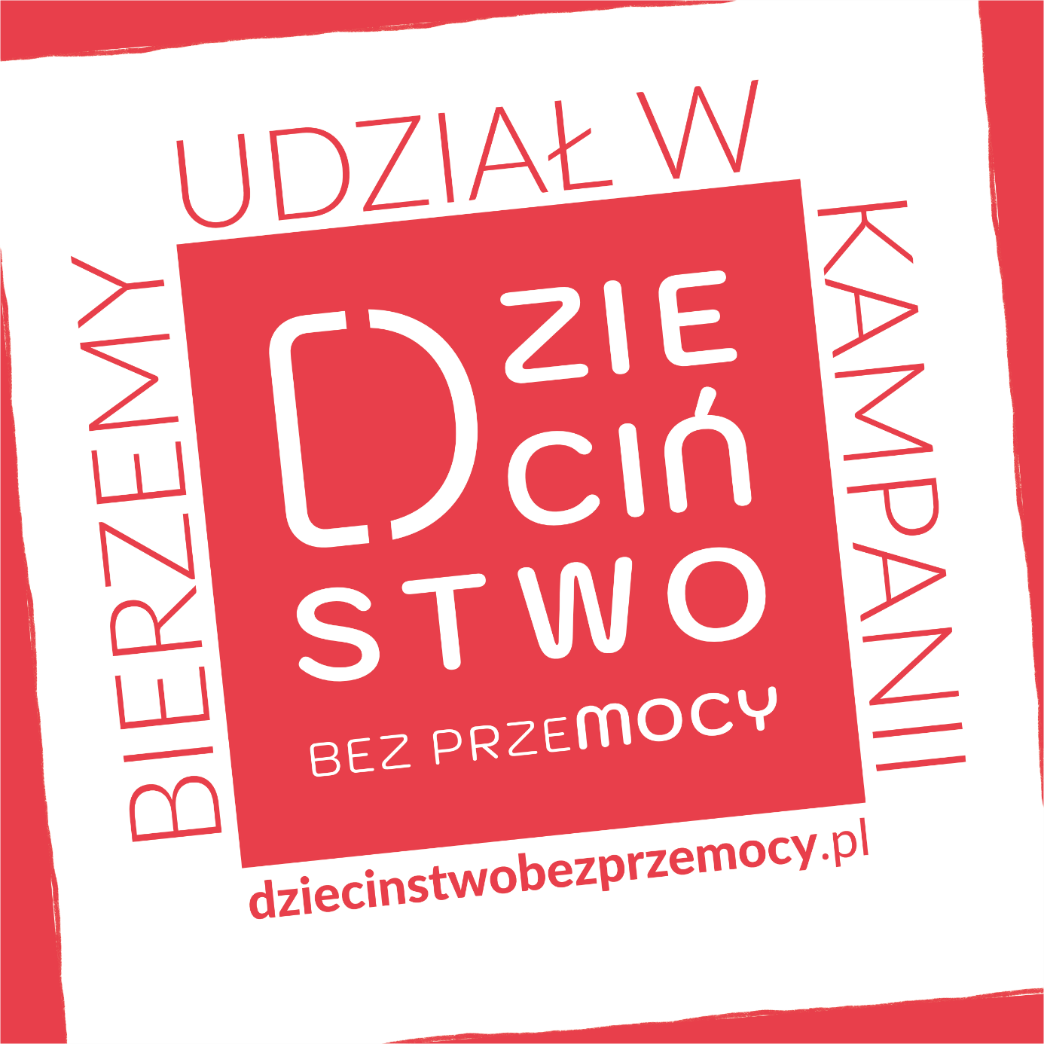 BIERZEMY
UDZIAŁ W
KAMPANII
DZIE
CIŃ
STWO
BEZ PRZEMOCY
dziecinstwobezprzemocy.pl